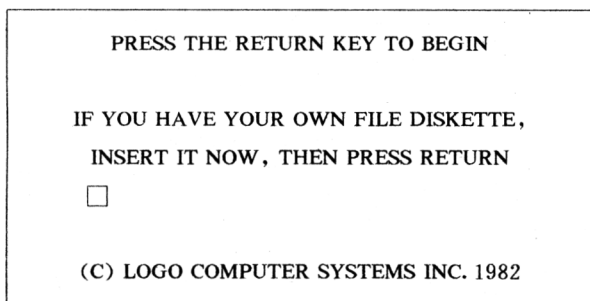 PRESS THE RETURN KEY TO BEGIN
IF YOU HAVE YOUR OWN FILE DISKETTE,
INSERT IT NOW, THEN PRESS RETURN
(C) LOGO COMPUTER SYSTEMS INC. 1982